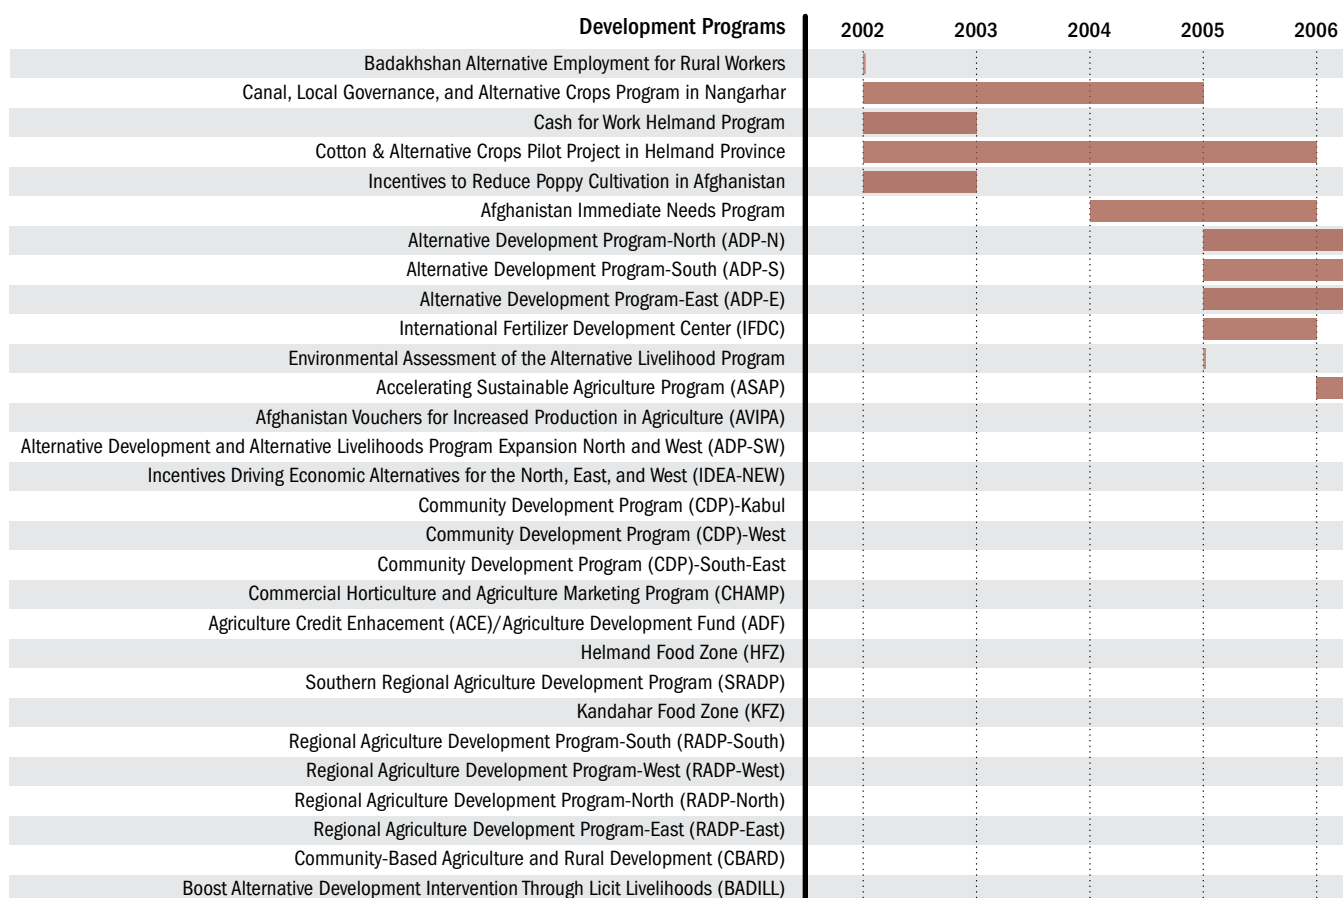 Development Programs 2002 2003 2004 2005 2006
Badakhshan Alternative Employment for Rural Workers
Canal, Local Governance, and Alternative Crops Program in Nangarhar
Cash for Work Helmand Program
Cotton & Alternative Crops Pilot Project in Helmand Province
Incentives to Reduce Poppy Cultivation in Afghanistan
Afghanistan Immediate Needs Program
Alternative Development Program-North (ADP-N)
Alternative Development Program-South (ADP-S)
Alternative Development Program-East (ADP-E)
International Fertilizer Development Center (IFDC)
Environmental Assessment of the Alternative Livelihood Program
Accelerating Sustainable Agriculture Program (ASAP)
Afghanistan Vouchers for Increased Production in Agriculture (AVIPA)
Alternative Development and Alternative Livelihoods Program Expansion North and West (ADP-SW)
Incentives Driving Economic Alternatives for the North, East, and West (IDEA-NEW)
Community Development Program (CDP)-Kabul
Community Development Program (CDP)-West
Community Development Program (CDP)-South-East
Commercial Horticulture and Agriculture Marketing Program (CHAMP)
Agriculture Credit Enhacement (ACE)/Agriculture Development Fund (ADF)
Helmand Food Zone (HFZ)
Southern Regional Agriculture Development Program (SRADP)
Kandahar Food Zone (KFZ)
Regional Agriculture Development Program-South (RADP-South)
Regional Agriculture Development Program-West (RADP-West)
Regional Agriculture Development Program-North (RADP-North)
Regional Agriculture Development Program-East (RADP-East)
Community-Based Agriculture and Rural Development (CBARD)
Boost Alternative Development Intervention Through Licit Livelihoods (BADILL)